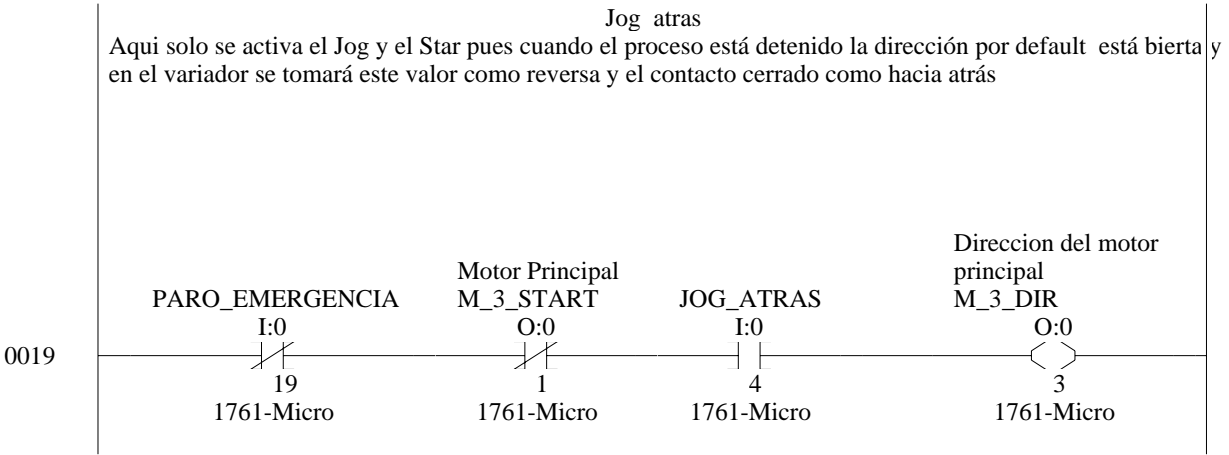 Jog atras
Aqui solo se activa el Jog y el Star pues cuando el proceso está detenido la dirección por default está bierta y
en el variador se tomará este valor como reversa y el contacto cerrado como hacia atrás
Direccion del motor
Motor Principal principal
PARO_EMERGENCIA M_3_START JOG_ATRAS M_3_DIR
I:0 O:0 I:0 O:0
0019
19 1 4 3
1761-Micro 1761-Micro 1761-Micro 1761-Micro